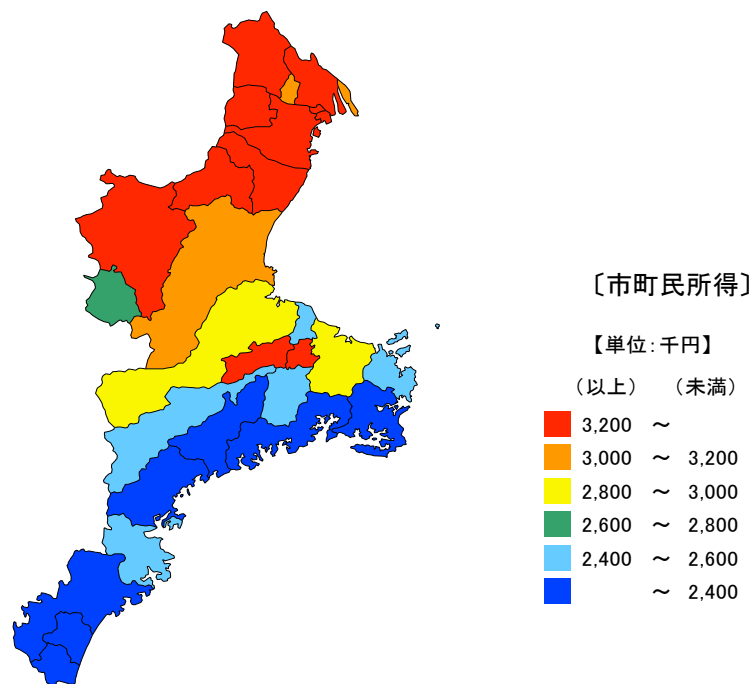 〔市町民所得〕
【単位：千円】
（以上） （未満）
3,200 ～
3,000 ～ 3,200
2,800 ～ 3,000
2,600 ～ 2,800
2,400 ～ 2,600
～ 2,400